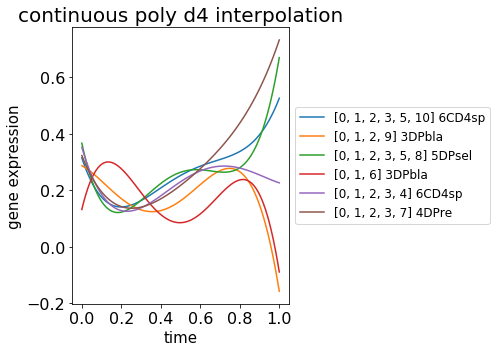 continuous poly d4 interpolation
gene expression
0.6
0.4
0.2
0.0
−0.2
0.0 0.2 0.4 0.6 0.8 1.0
time
[0, 1, 2, 3, 5, 10] 6CD4sp
[0, 1, 2, 9] 3DPbla
[0, 1, 2, 3, 5, 8] 5DPsel
[0, 1, 6] 3DPbla
[0, 1, 2, 3, 4] 6CD4sp
[0, 1, 2, 3, 7] 4DPre